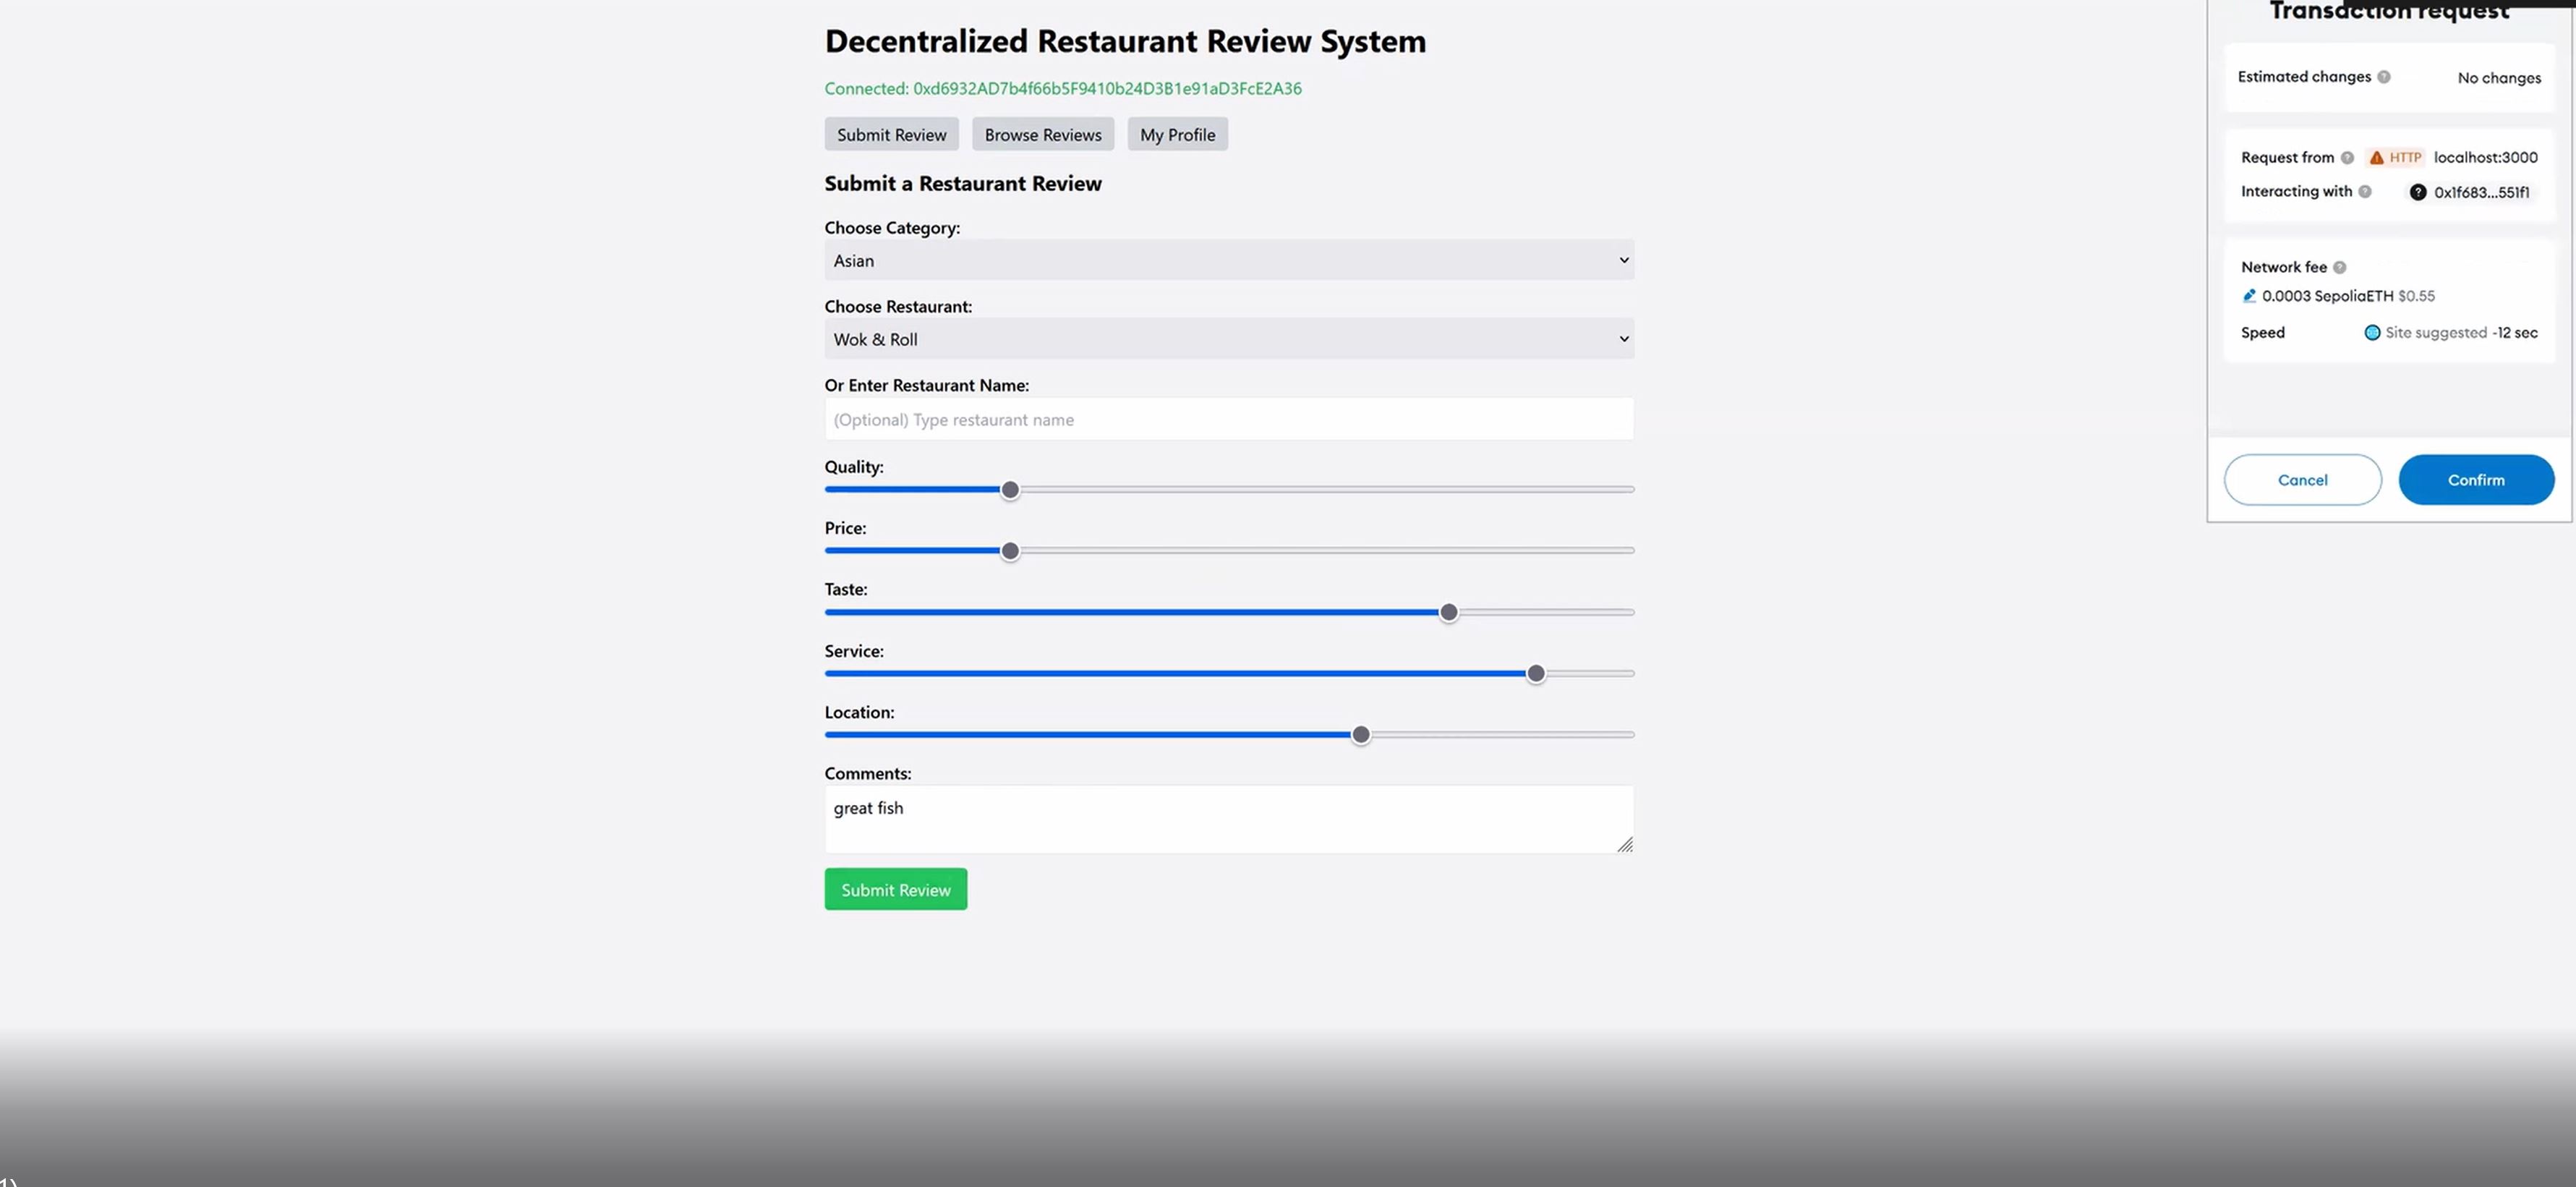 Decentralized Restaurant Review System
Connected: 0xd6932AD7b4f66b5F9410b24D3B1e91aD3FcE2A36
Submit Review Browse Reviews My Profile
Submit a Restaurant Review
Choose Category:
Asian
Choose Restaurant:
Wok & Roll
Or Enter Restaurant Name:
(Optional) Type restaurant name
Quality:
Price:
Taste:
Service:
Location:
Comments:
great fish
Submit Review
Transaction request
Estimated changes ? No changes
Request from ? HTTP localhost:3000
Interacting with ? ? 0x1f683...551f1
Network fee ?
0.0003 SepoliaETH $0.55
Speed Site suggested ~12 sec
Cancel Confirm
1)